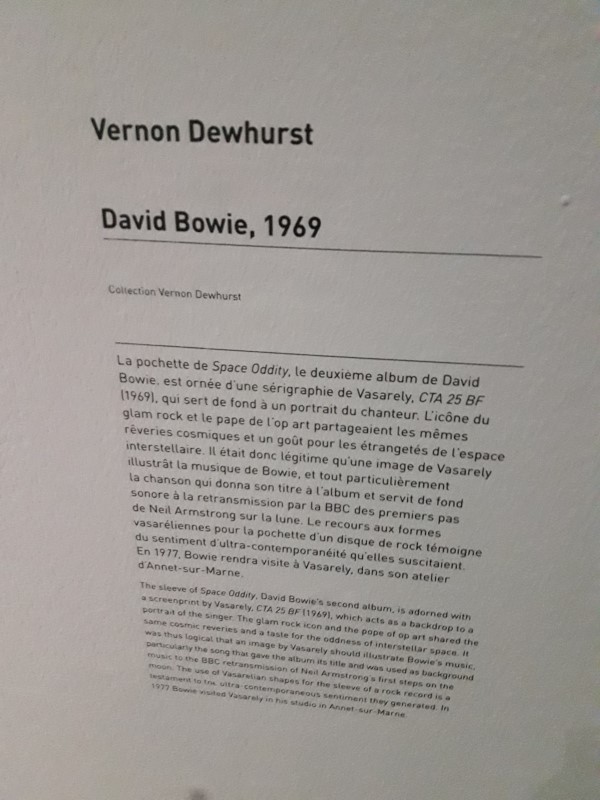 Vernon Dewhurst
David Bowie, 1969
Collection Vernon Dewhurst
La pochette de Space Oddity, le deuxième album de David
Bowie, est ornée d'une sérigraphie de Vasarely, CTA 25 BF
(1969), qui sert de fond à un portrait du chanteur. L'icône du
glam rock et le pape de l'op art partageaient les mêmes
rêveries cosmiques et un goût pour les étrangetés de l'espace
interstellaire. Il était donc légitime qu'une image de Vasarely
illustrât la musique de Bowie, et tout particulièrement
la chanson qui donna son titre à l'album et servit de fond
sonore à la retransmission par la BBC des premiers pas
de Neil Armstrong sur la lune. Le recours aux formes
vasaréliennes pour la pochette d'un disque de rock témoigne
du sentiment d'ultra-contemporanéité qu'elles suscitaient.
En 1977, Bowie rendra visite à Vasarely, dans son atelier
d'Annet-sur-Marne.
The sleeve of Space Oddity, David Bowie's second album, is adorned with
a screenprint by Vasarely, CTA 25 BF (1969), which acts as a backdrop to a
portrait of the singer. The glam rock icon and the pope of op art shared the
same cosmic reveries and a taste for the oddness of interstellar space. It
was thus logical that an image by Vasarely should illustrate Bowie's music,
particularly the song that gave the album its title and was used as background
music to the BBC retransmission of Neil Armstrong's first steps on the
moon. The use of Vasarelian shapes for the sleeve of a rock record is a
testament to the ultra-contemporaneous sentiment they generated. In
1977 Bowie visited Vasarely in his studio in Annet-sur-Marne.